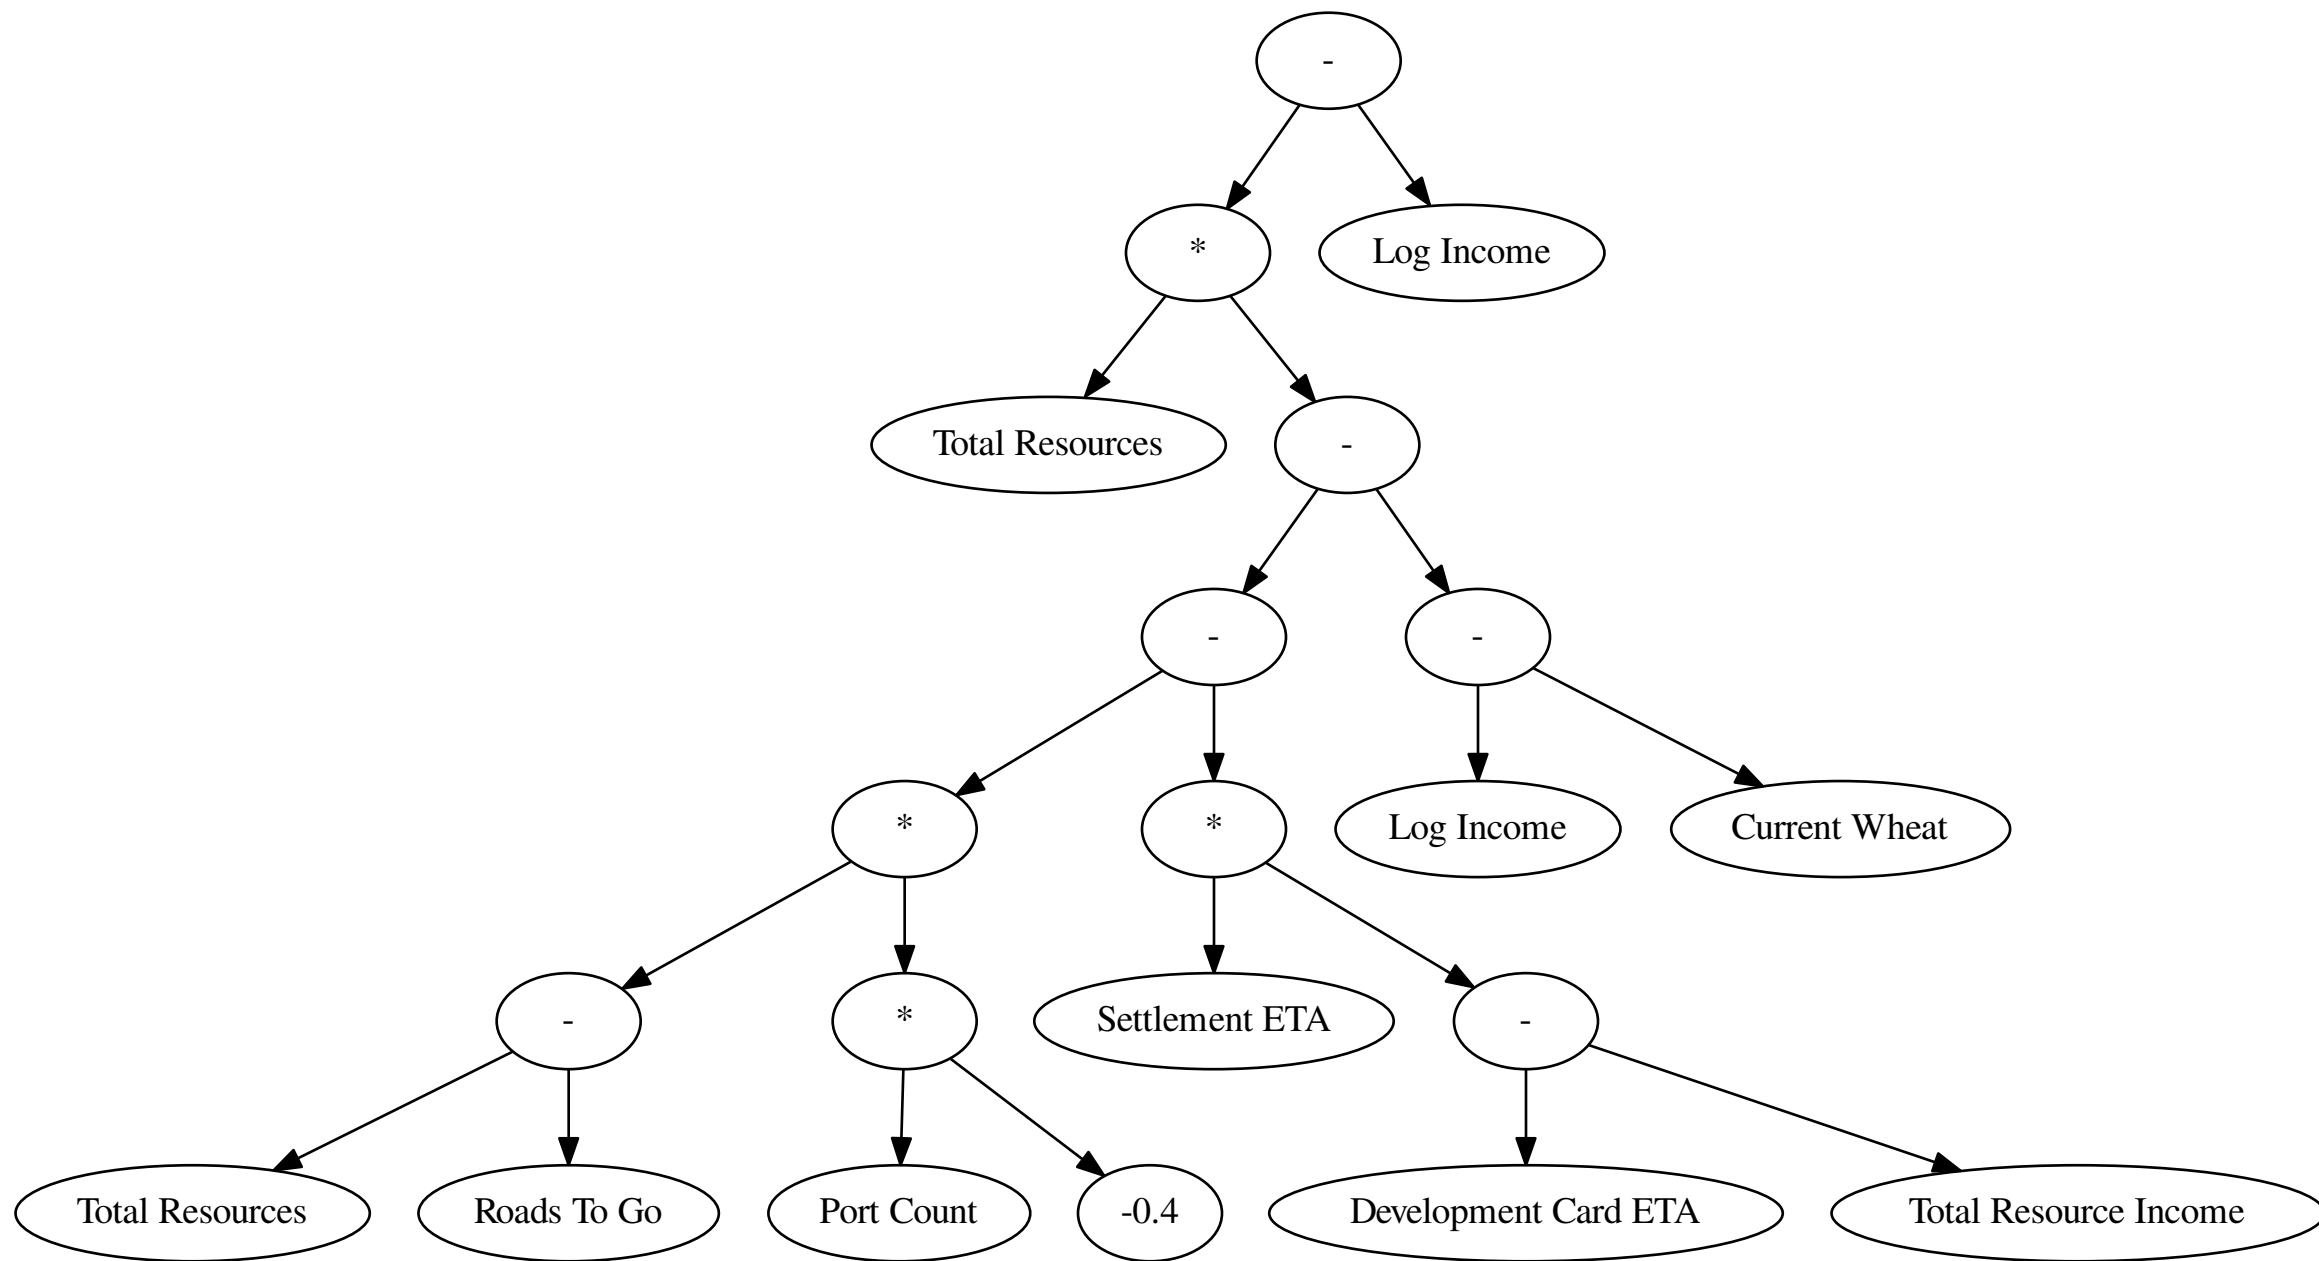 -
*
Log Income
Total Resources
-
-
-
*
*
Log Income
Current Wheat
-
*
Settlement ETA
-
Total Resources
Roads To Go
Port Count
-0.4
Development Card ETA
Total Resource Income